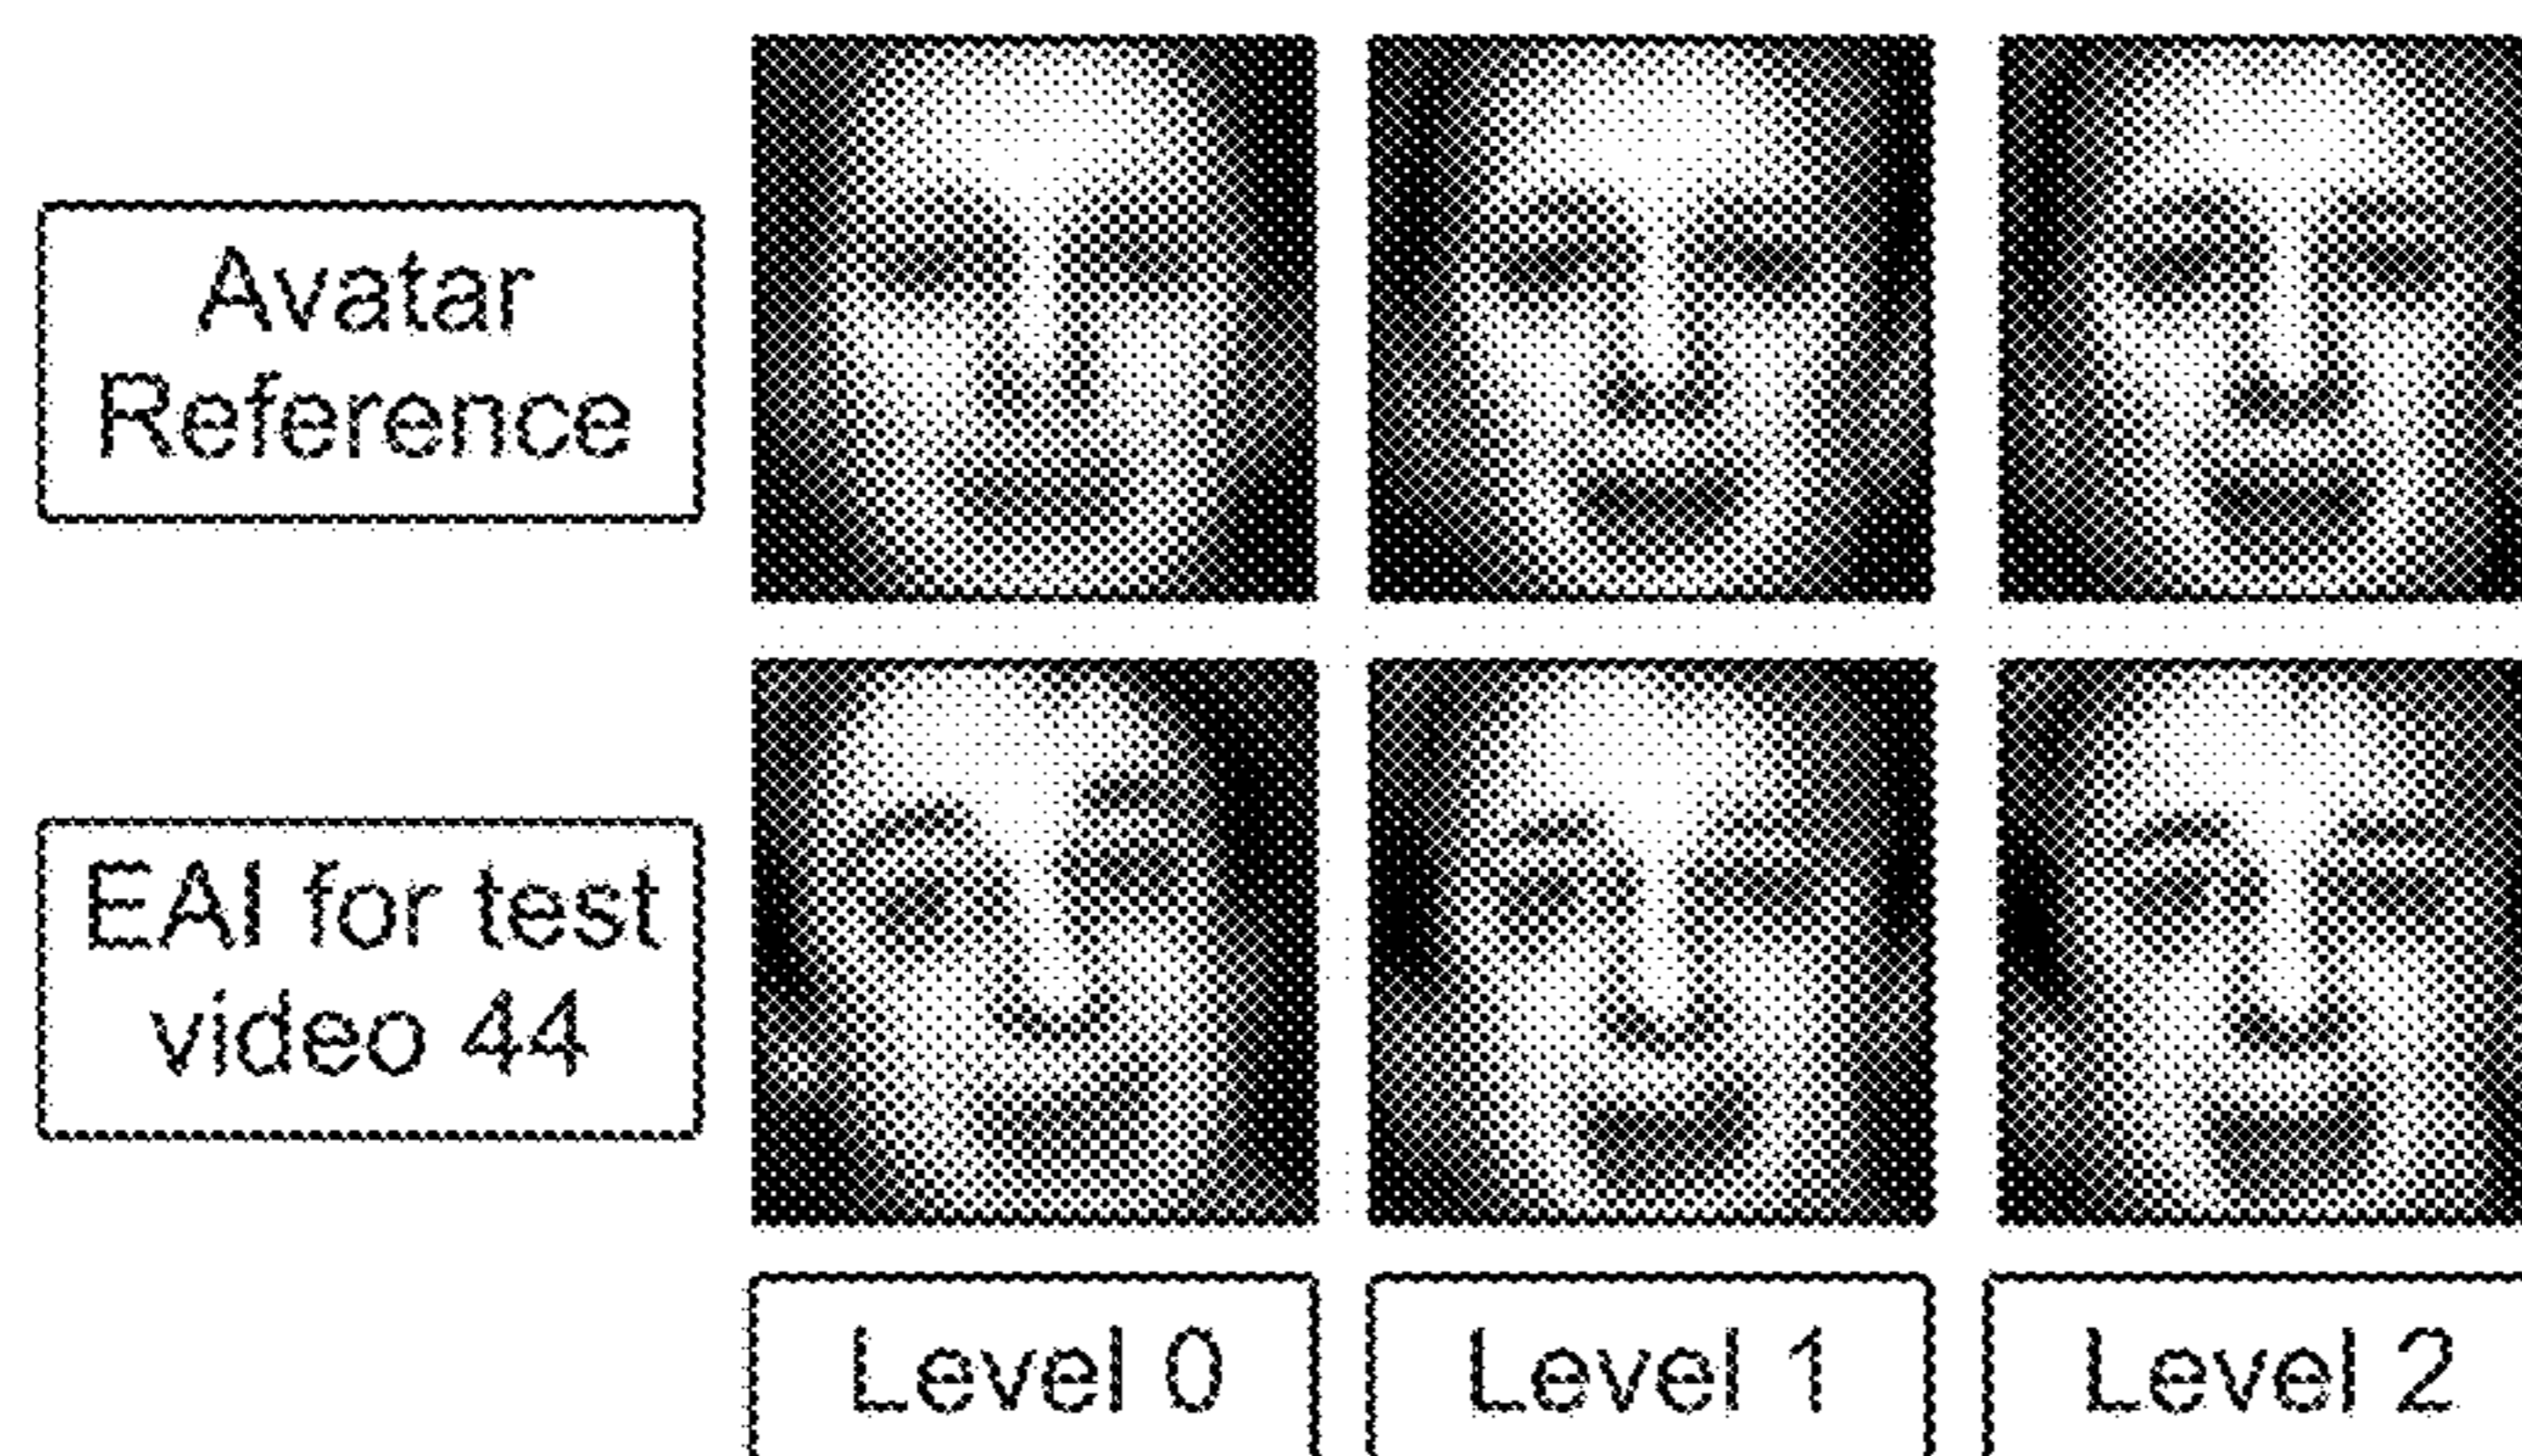 Avatar
Reference
EAI for test
video 44
Level 0
Level 1
Level 2